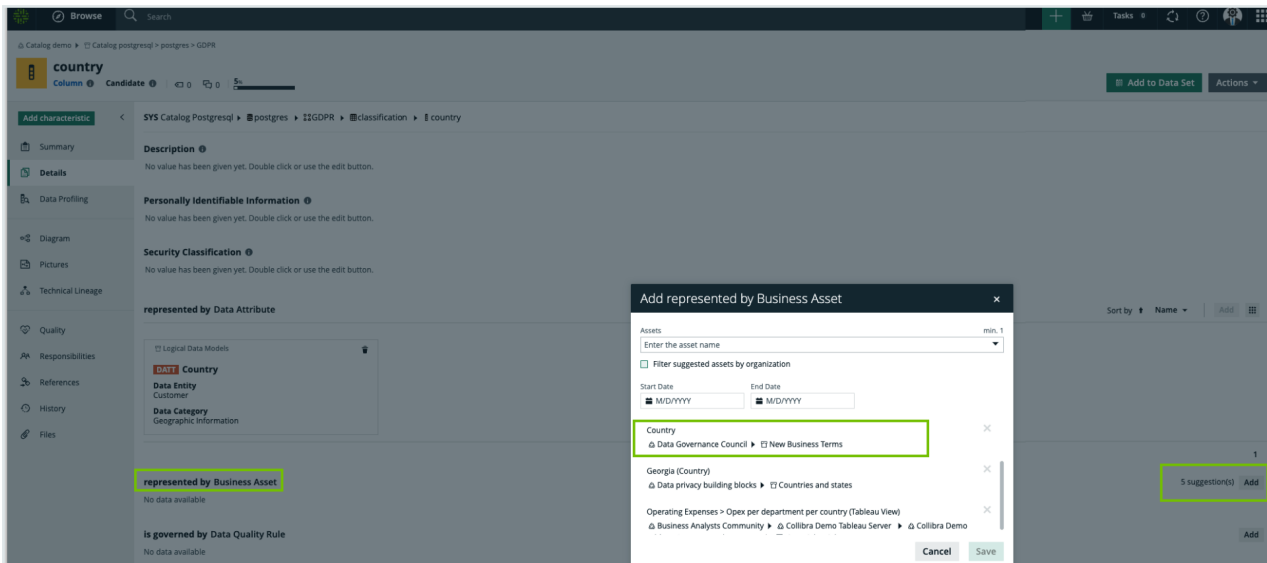 Browse
Search
Tasks 0
Catalog demo Catalog postgresql > postgres > GDPR
country
Column Candidate 0 0 5%
Add to Data Set
Actions
Add characteristic
SYS Catalog Postgresql postgres GDPR classification country
Summary
Details
Data Profiling
Diagram
Pictures
Technical Lineage
Quality
Responsibilities
References
History
Files
Description
No value has been given yet. Double click or use the edit button.
Personally Identifiable Information
No value has been given yet. Double click or use the edit button.
Security Classification
No value has been given yet. Double click or use the edit button.
represented by Data Attribute
Sort by Name
Add
Logical Data Models
DATT Country
Data Entity
Customer
Data Category
Geographic Information
1
represented by Business Asset
5 suggestion(s) Add
No data available
is governed by Data Quality Rule
Add
No data available
Add represented by Business Asset
×
Assets
min. 1
Enter the asset name
Filter suggested assets by organization
Start Date
End Date
M/D/YYYY
M/D/YYYY
Country
Data Governance Council New Business Terms
Georgia (Country)
Data privacy building blocks Countries and states
Operating Expenses > Opex per department per country (Tableau View)
Business Analysts Community Collibra Demo Tableau Server Collibra Demo
Cancel
Save